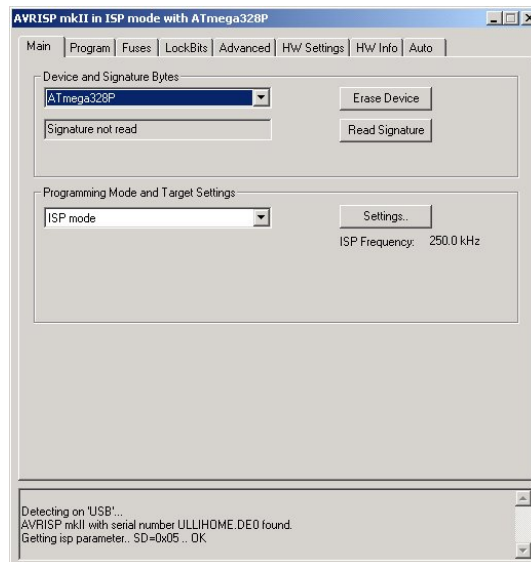 AVRISP mkII in ISP mode with ATmega328P
Main Program Fuses LockBits Advanced HW Settings HW Info Auto
Device and Signature Bytes
ATmega328P Erase Device
Signature not read Read Signature
Programming Mode and Target Settings
ISP mode Settings..
ISP Frequency: 250.0 kHz
Detecting on 'USB'...
AVRISP mkII with serial number ULLIHOME.DE0 found.
Getting isp parameter.. SD=0x05 .. OK